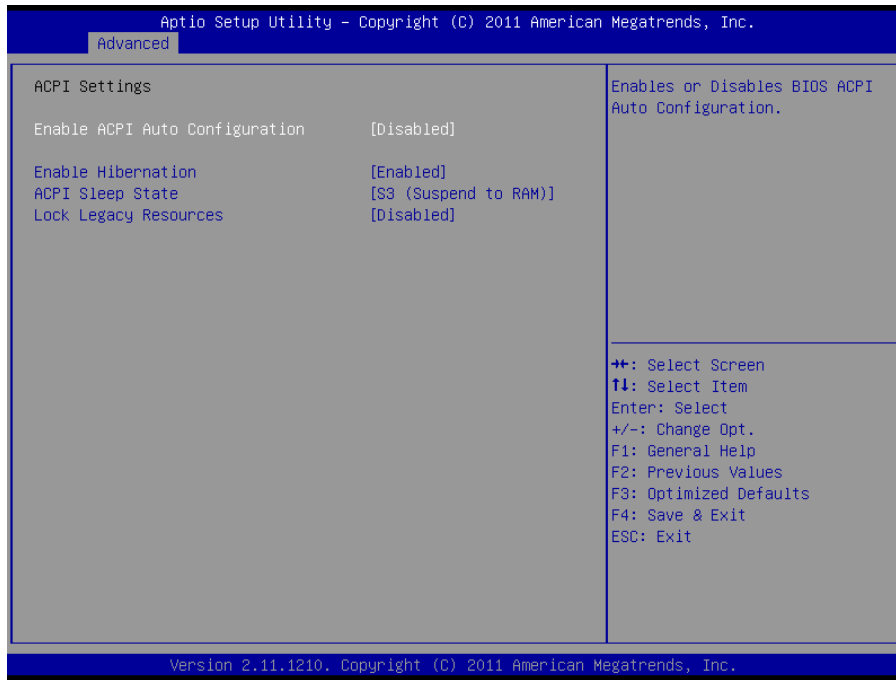 Aptio Setup Utility – Copyright (C) 2011 American Megatrends, Inc.
Advanced
ACPI Settings
Enable ACPI Auto Configuration [Disabled]
Enable Hibernation [Enabled]
ACPI Sleep State [S3 (Suspend to RAM)]
Lock Legacy Resources [Disabled]
Enables or Disables BIOS ACPI
Auto Configuration.
→←: Select Screen
↑↓: Select Item
Enter: Select
+/-: Change Opt.
F1: General Help
F2: Previous Values
F3: Optimized Defaults
F4: Save & Exit
ESC: Exit
Version 2.11.1210. Copyright (C) 2011 American Megatrends, Inc.